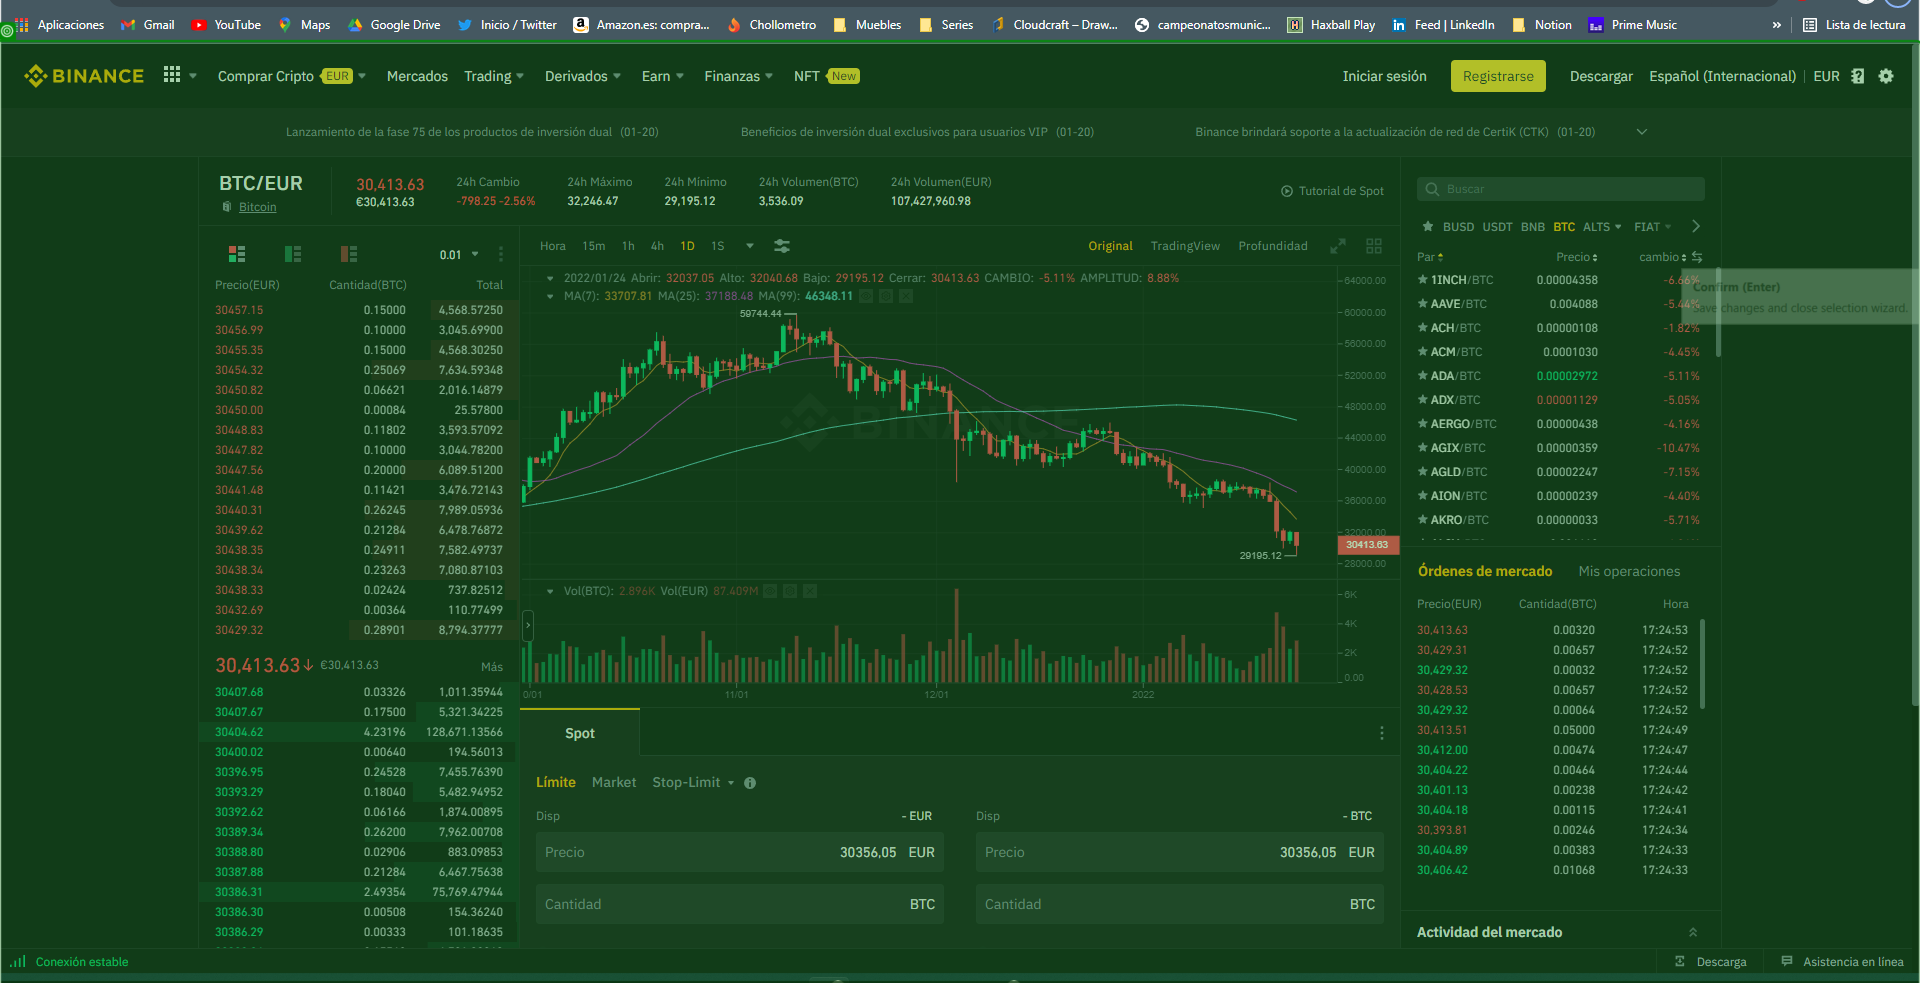 Aplicaciones Gmail YouTube Maps Google Drive Inicio / Twitter Amazon.es: compra... Chollometro Muebles Series Cloudcraft – Draw... campeonatosmunic... Haxball Play Feed | LinkedIn Notion Prime Music » Lista de lectura
BINANCE Comprar Cripto EUR Mercados Trading Derivados Earn Finanzas NFT New Iniciar sesión Registrarse Descargar Español (Internacional) EUR
Lanzamiento de la fase 75 de los productos de inversión dual (01-20) Beneficios de inversión dual exclusivos para usuarios VIP (01-20) Binance brindará soporte a la actualización de red de CertiK (CTK) (01-20)
BTC/EUR
Bitcoin
30,413.63
€30,413.63
24h Cambio
-798.25 -2.56%
24h Máximo
32,246.47
24h Mínimo
29,195.12
24h Volumen(BTC)
3,536.09
24h Volumen(EUR)
107,427,960.98
Tutorial de Spot
0.01
Precio(EUR) Cantidad(BTC) Total
30457.15 0.15000 4,568.57250
30456.99 0.10000 3,045.69900
30455.35 0.15000 4,568.30250
30454.32 0.25069 7,634.59348
30450.82 0.06621 2,016.14879
30450.00 0.00084 25.57800
30448.83 0.11802 3,593.57092
30447.82 0.10000 3,044.78200
30447.56 0.20000 6,089.51200
30441.48 0.11421 3,476.72143
30440.31 0.26245 7,989.05936
30439.62 0.21284 6,478.76872
30438.35 0.24911 7,582.49737
30438.34 0.23263 7,080.87103
30438.33 0.02424 737.82512
30432.69 0.00364 110.77499
30429.32 0.28901 8,794.37777
30,413.63 €30,413.63 Más
30407.68 0.03326 1,011.35944
30407.67 0.17500 5,321.34225
30404.62 4.23196 128,671.13566
30400.02 0.00640 194.56013
30396.95 0.24528 7,455.76390
30393.29 0.18040 5,482.94952
30392.62 0.06166 1,874.00895
30389.34 0.26200 7,962.00708
30388.80 0.02906 883.09853
30387.88 0.21284 6,467.75638
30386.31 2.49354 75,769.47944
30386.30 0.00508 154.36240
30386.29 0.00333 101.18635
Hora 15m 1h 4h 1D 1S Original TradingView Profundidad
2022/01/24 Abrir: 32037.05 Alto: 32040.68 Bajo: 29195.12 Cerrar: 30413.63 CAMBIO: -5.11% AMPLITUD: 8.88%
MA(7): 33707.81 MA(25): 37188.48 MA(99): 46348.11
59744.44
BINANCE
29195.12
64000.00
60000.00
56000.00
52000.00
48000.00
44000.00
40000.00
36000.00
32000.00
30413.63
28000.00
Vol(BTC): 2.896K Vol(EUR) 87.409M
6K
4K
2K
0.00
0/01 11/01 12/01 2022
Spot
Límite Market Stop-Limit
Disp - EUR
Precio 30356,05 EUR
Cantidad BTC
Disp - BTC
Precio 30356,05 EUR
Cantidad BTC
Buscar
BUSD USDT BNB BTC ALTS FIAT
Par Precio cambio
1INCH/BTC 0.00004358 -6.66%
AAVE/BTC 0.004088 -5.44%
ACH/BTC 0.00000108 -1.82%
ACM/BTC 0.0001030 -4.45%
ADA/BTC 0.00002972 -5.11%
ADX/BTC 0.00001129 -5.05%
AERGO/BTC 0.00000438 -4.16%
AGIX/BTC 0.00000359 -10.47%
AGLD/BTC 0.00002247 -7.15%
AION/BTC 0.00000239 -4.40%
AKRO/BTC 0.00000033 -5.71%
Confirm (Enter)
Save changes and close selection wizard.
Órdenes de mercado Mis operaciones
Precio(EUR) Cantidad(BTC) Hora
30,413.63 0.00320 17:24:53
30,429.31 0.00657 17:24:52
30,429.32 0.00032 17:24:52
30,428.53 0.00657 17:24:52
30,429.32 0.00064 17:24:52
30,413.51 0.05000 17:24:49
30,412.00 0.00474 17:24:47
30,404.22 0.00464 17:24:44
30,401.13 0.00238 17:24:42
30,404.18 0.00115 17:24:41
30,393.81 0.00246 17:24:34
30,404.89 0.00383 17:24:33
30,406.42 0.01068 17:24:33
Actividad del mercado
Conexión estable Descarga Asistencia en línea